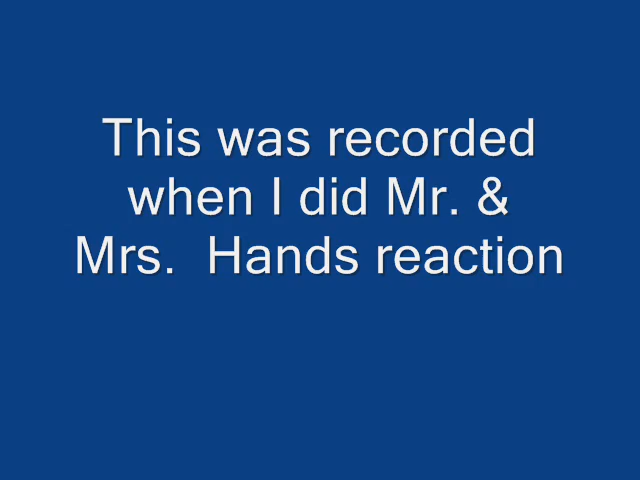 This was recorded
when I did Mr. &
Mrs.  Hands reaction